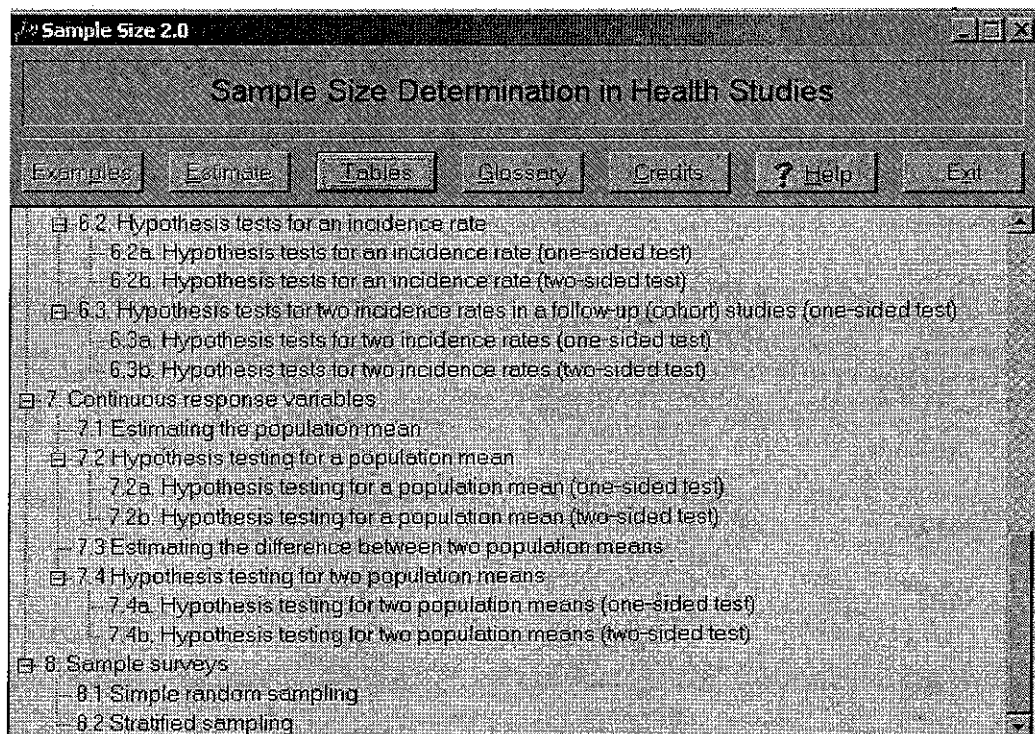 Sample Size 2.0
Sample Size Determination in Health Studies
Examples Estimate Tables Glossary Credits ? Help Exit
6.2. Hypothesis tests for an incidence rate
6.2a. Hypothesis tests for an incidence rate (one-sided test)
6.2b. Hypothesis tests for an incidence rate (two-sided test)
6.3. Hypothesis tests for two incidence rates in a follow-up (cohort) studies (one-sided test)
6.3a. Hypothesis tests for two incidence rates (one-sided test)
6.3b. Hypothesis tests for two incidence rates (two-sided test)
7. Continuous response variables
7.1 Estimating the population mean
7.2 Hypothesis testing for a population mean
7.2a. Hypothesis testing for a population mean (one-sided test)
7.2b. Hypothesis testing for a population mean (two-sided test)
7.3 Estimating the difference between two population means
7.4 Hypothesis testing for two population means
7.4a. Hypothesis testing for two population means (one-sided test)
7.4b. Hypothesis testing for two population means (two-sided test)
8. Sample surveys
8.1 Simple random sampling
8.2 Stratified sampling